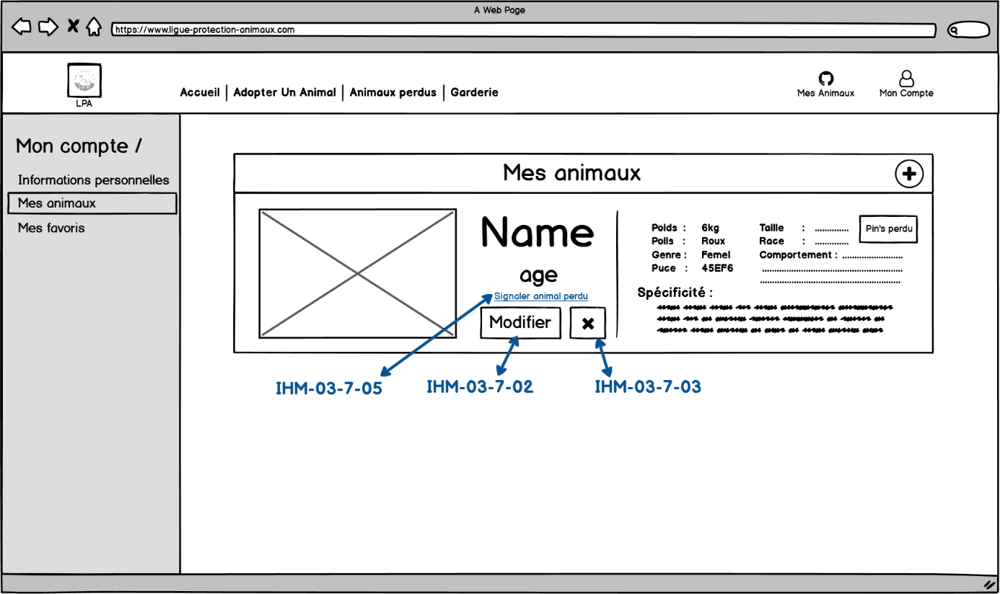 A Web Page
https://www.ligue-protection-animaux.com
LPA
Accueil | Adopter Un Animal | Animaux perdus | Garderie
Mes Animaux
Mon Compte
Mon compte /
Informations personnelles
Mes animaux
Mes favoris
Mes animaux
Name
age
Signaler animal perdu
Modifier
Poids : 6kg
Poils : Roux
Genre : Femel
Puce : 45EF6
Taille : .............
Race : .............
Comportement : .......................
Pin's perdu
Spécificité :
IHM-03-7-05
IHM-03-7-02
IHM-03-7-03